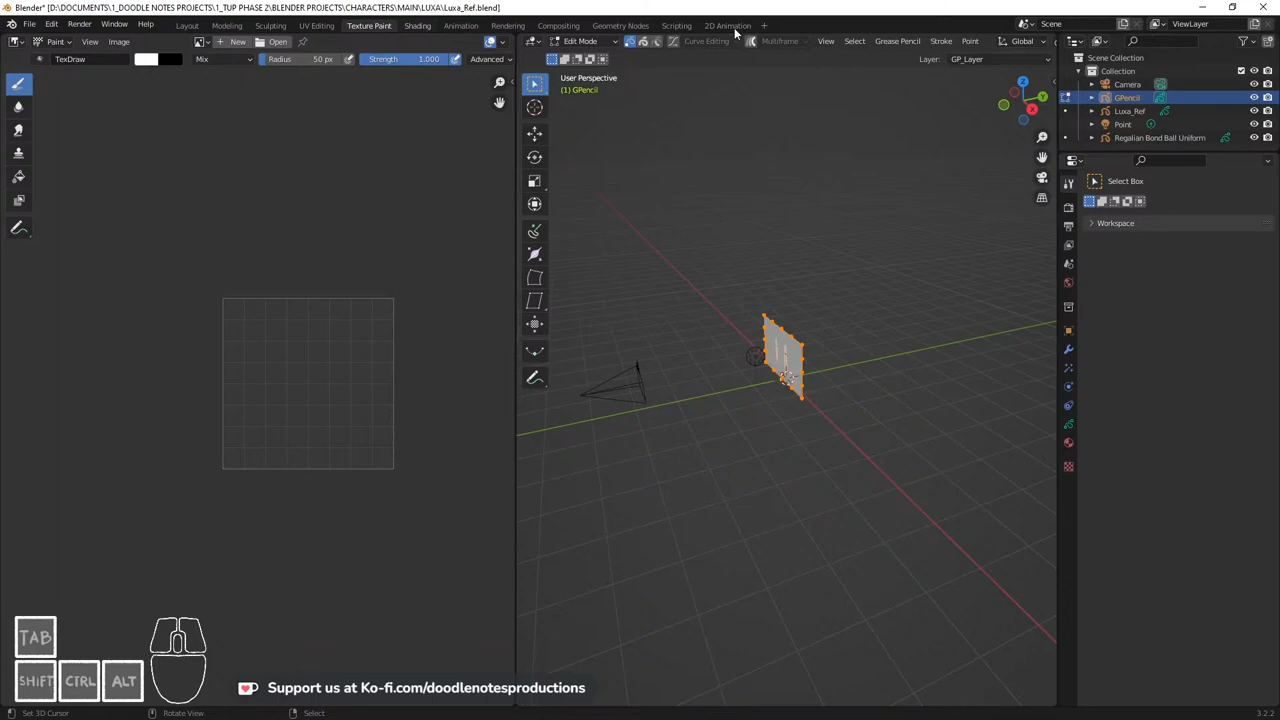 Blender* [D:\DOCUMENTS\1_DOODLE NOTES PROJECTS\1_TUP PHASE 2\BLENDER PROJECTS\CHARACTERS\MAIN\LUXA\Luxa_Ref.blend]
File Edit Render Window Help Layout Modeling Sculpting UV Editing Texture Paint Shading Animation Rendering Compositing Geometry Nodes Scripting 2D Animation + Scene ViewLayer
Paint View Image New Open Edit Mode Curve Editing Multiframe View Select Grease Pencil Stroke Point Global
TexDraw Mix Radius 50 px Strength 1.000 Advanced Layer: GP_Layer
Scene Collection
Collection
Camera
GPencil
Luxa_Ref
Point
Regalian Bond Ball Uniform
User Perspective
(1) GPencil
X
Y
Z
Select Box
Workspace
TAB
SHIFT CTRL ALT
Support us at Ko-fi.com/doodlenotesproductions
Set 3D Cursor Rotate View Select 3.2.2